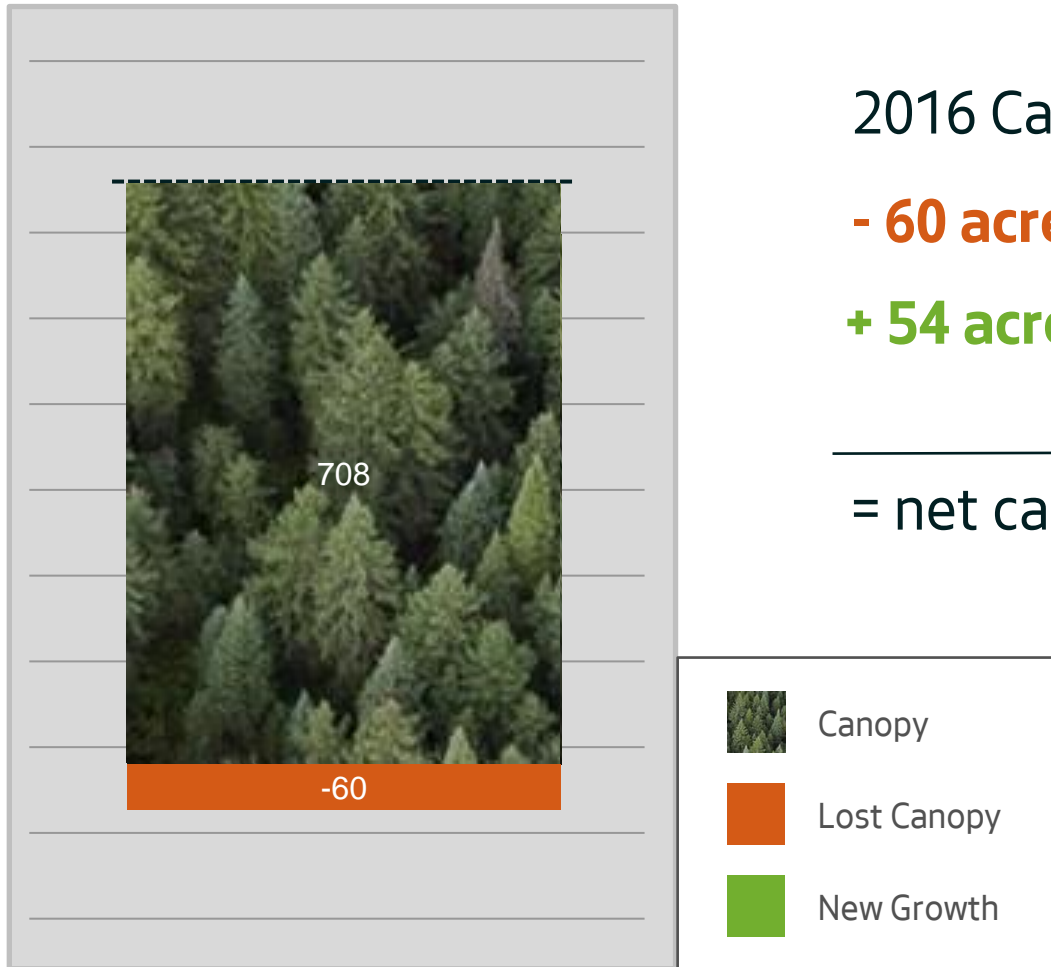 2016 Ca
- 60 acre
+ 54 acre
= net ca
708
-60
Canopy
Lost Canopy
New Growth